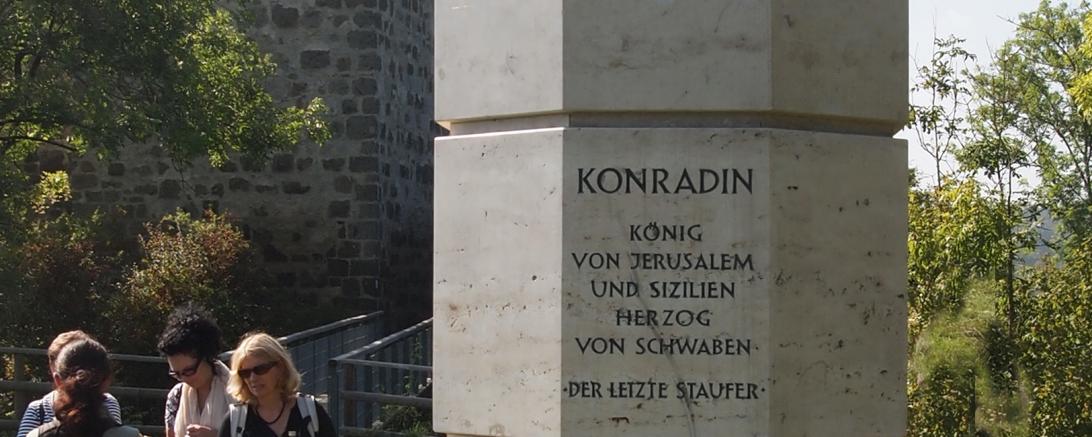 KONRADIN
KÖNIG
VON JERUSALEM
UND SIZILIEN
HERZOG
VON SCHWABEN
·DER LETZTE STAUFER·